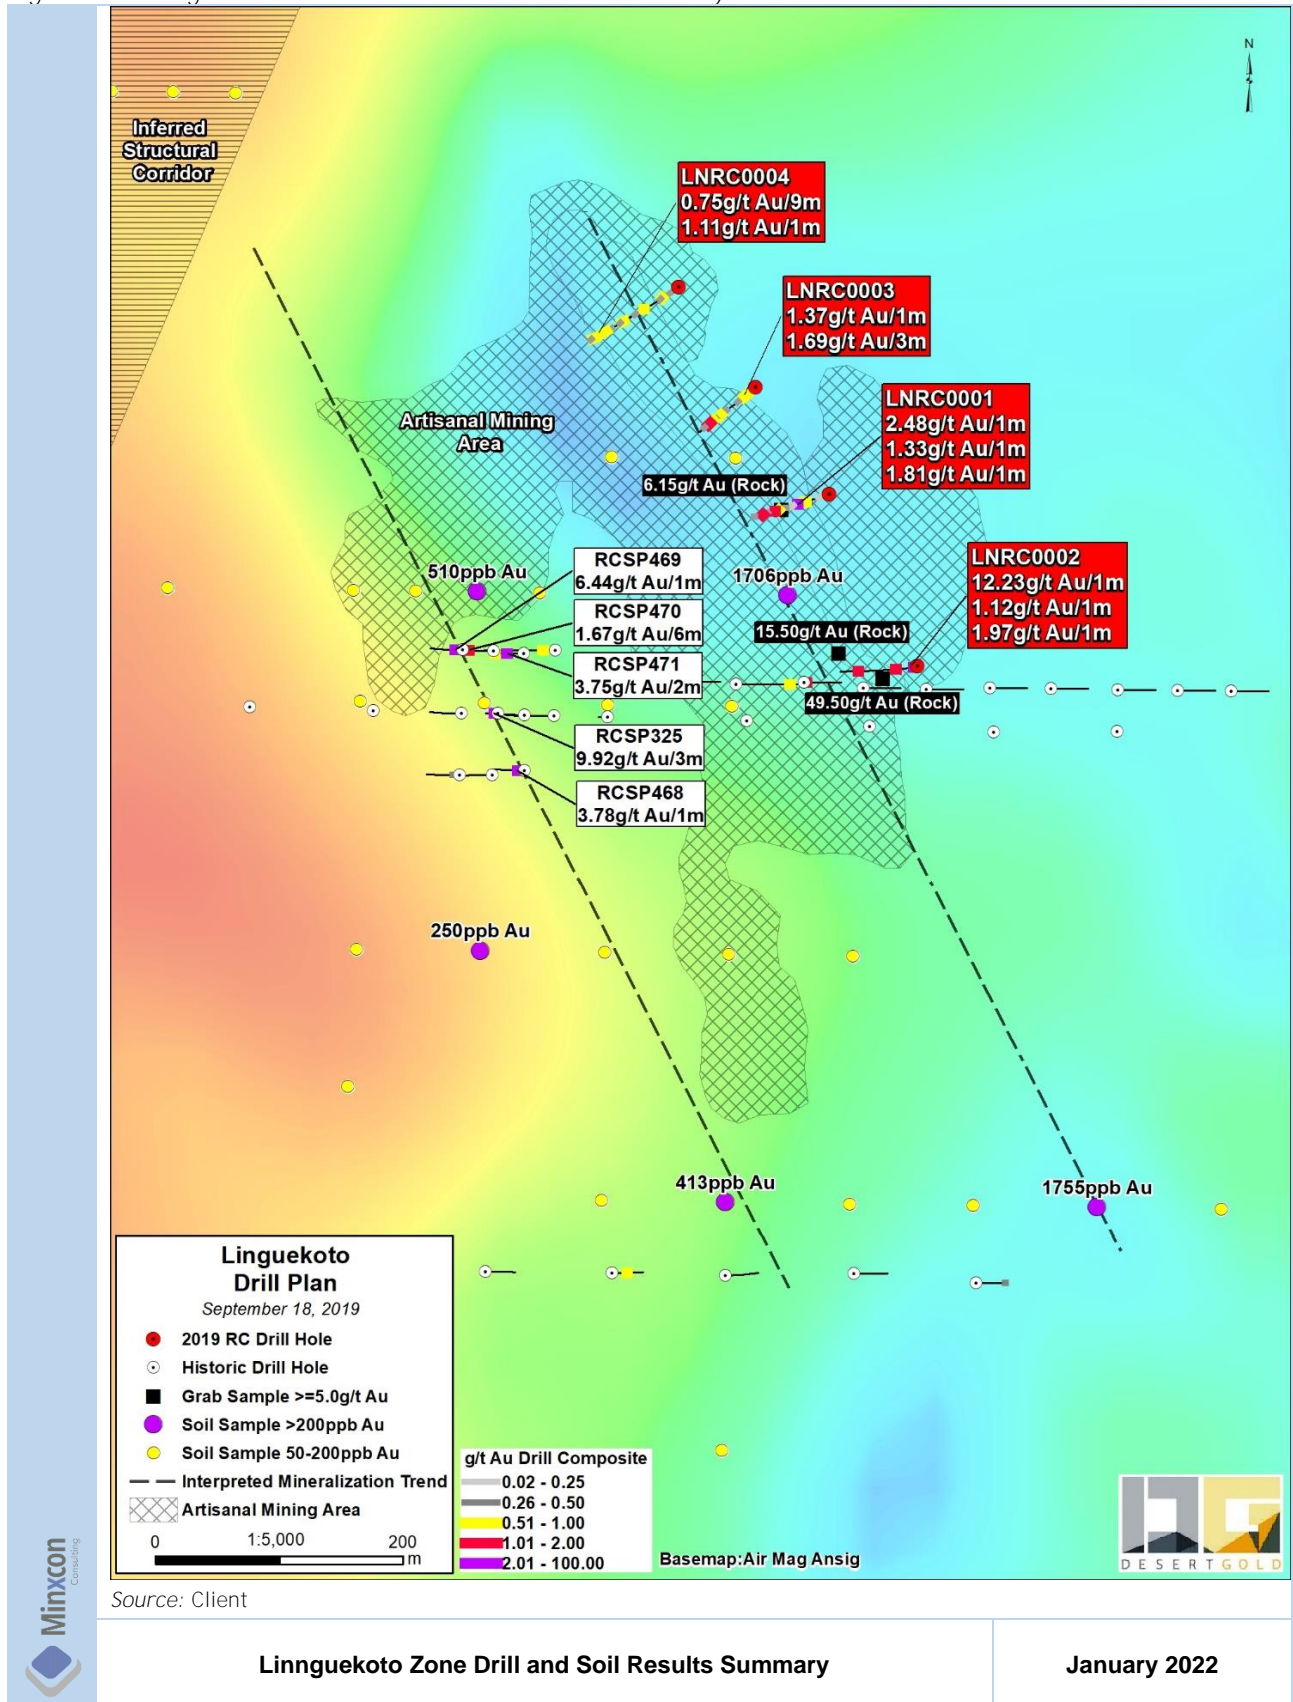 N
Inferred
Structural
Corridor
LNRC0004
0.75g/t Au/9m
1.11g/t Au/1m
LNRC0003
1.37g/t Au/1m
1.69g/t Au/3m
LNRC0001
2.48g/t Au/1m
1.33g/t Au/1m
1.81g/t Au/1m
Artisanal Mining
Area
6.15g/t Au (Rock)
LNRC0002
12.23g/t Au/1m
1.12g/t Au/1m
1.97g/t Au/1m
510ppb Au
1706ppb Au
RCSP469
6.44g/t Au/1m
RCSP470
1.67g/t Au/6m
RCSP471
3.75g/t Au/2m
RCSP325
9.92g/t Au/3m
RCSP468
3.78g/t Au/1m
15.50g/t Au (Rock)
49.50g/t Au (Rock)
250ppb Au
413ppb Au
1755ppb Au
Linguekoto
Drill Plan
September 18, 2019
2019 RC Drill Hole
Historic Drill Hole
Grab Sample >=5.0g/t Au
Soil Sample >200ppb Au
Soil Sample 50-200ppb Au
Interpreted Mineralization Trend
Artisanal Mining Area
0 1:5,000 200
m
g/t Au Drill Composite
0.02 - 0.25
0.26 - 0.50
0.51 - 1.00
1.01 - 2.00
2.01 - 100.00
Basemap:Air Mag Ansig
DESERTGOLD
Minxcon
Consulting
Source: Client
Linnguekoto Zone Drill and Soil Results Summary
January 2022